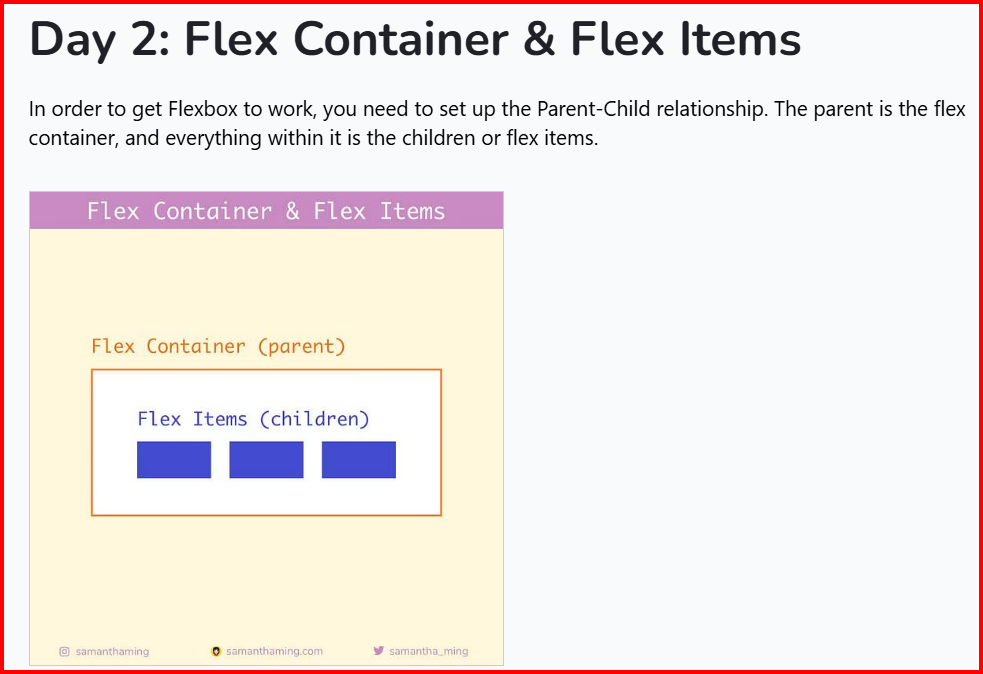 Day 2: Flex Container & Flex Items
In order to get Flexbox to work, you need to set up the Parent-Child relationship. The parent is the flex
container, and everything within it is the children or flex items.
Flex Container & Flex Items
Flex Container (parent)
Flex Items (children)
samanthaming
samanthaming.com
samantha_ming